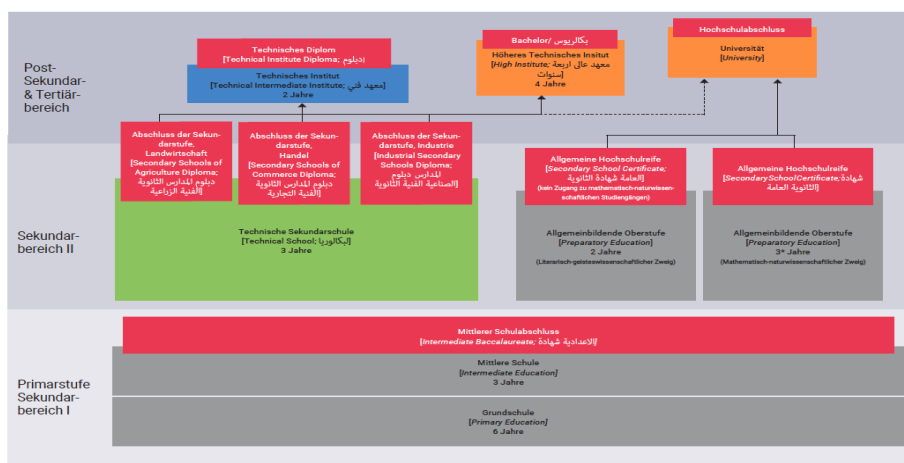 Post-
Sekundar-
& Tertiär-
bereich
Technisches Diplom
[Technical Institute Diploma; دبلوم]
Technisches Institut
[Technical Intermediate Institute; معهد فني]
2 Jahre
Bachelor/ بكالريوس
Höheres Technisches Insitut
[High Institute; معهد عالى اربعة
سنوات]
4 Jahre
Hochschulabschluss
Universität
[University]
Abschluss der Sekun-
darstufe,
Landwirtschaft
[Secondary Schools of
Agriculture Diploma;
دبلوم المدارس الثانوية
الفنية الزراعية]
Abschluss der Sekun-
darstufe,
Handel
[Secondary Schools of
Commerce Diploma;
دبلوم المدارس الثانوية
الفنية التجارية]
Abschluss der Sekun-
darstufe, Industrie
[Industrial Secondary
Schools Diploma;
المدارس دبلوم
الصناعية الفنية الثانوية]
Allgemeine Hochschulreife
[Secondary School Certificate;
العامة شهادة الثانوية]
(kein Zugang zu mathematisch-naturwissen-
schaftlichen Studiengängen)
Allgemeine Hochschulreife
[Secondary School Certificate; شهادة
الثانوية العامة]
Sekundar-
bereich II
Technische Sekundarschule
[Technical School; لبكالوريا]
3 Jahre
Allgemeinbildende Oberstufe
[Preparatory Education]
2 Jahre
(Literarisch-geisteswissenschaftlicher Zweig)
Allgemeinbildende Oberstufe
[Preparatory Education]
3* Jahre
(Mathematisch-naturwissenschaftlicher Zweig)
Primarstufe
Sekundar-
bereich I
Mittlerer Schulabschluss
[Intermediate Baccalaureate; الاعدادية شهادة]
Mittlere Schule
[Intermediate Education]
3 Jahre
Grundschule
[Primary Education]
6 Jahre